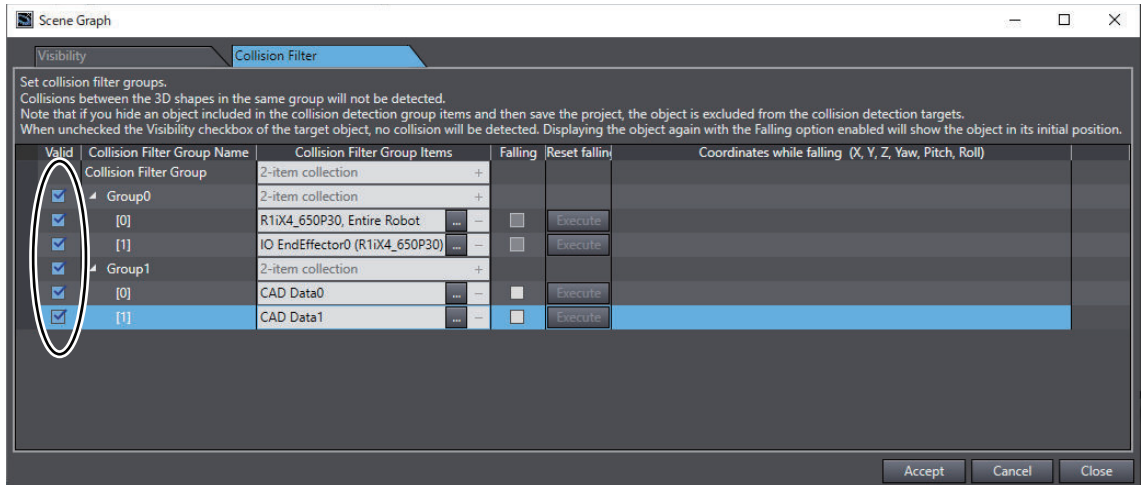 Scene Graph
Visibility
Collision Filter
Set collision filter groups.
Collisions between the 3D shapes in the same group will not be detected.
Note that if you hide an object included in the collision detection group items and then save the project, the object is excluded from the collision detection targets.
When unchecked the Visibility checkbox of the target object, no collision will be detected. Displaying the object again with the Falling option enabled will show the object in its initial position.
Valid Collision Filter Group Name Collision Filter Group Items Falling Reset fallin Coordinates while falling (X, Y, Z, Yaw, Pitch, Roll)
Collision Filter Group 2-item collection +
Group0 2-item collection +
[0] R1iX4_650P30, Entire Robot ... − Execute
[1] IO EndEffector0 (R1iX4_650P30) ... − Execute
Group1 2-item collection +
[0] CAD Data0 ... − Execute
[1] CAD Data1 ... − Execute
Accept Cancel Close